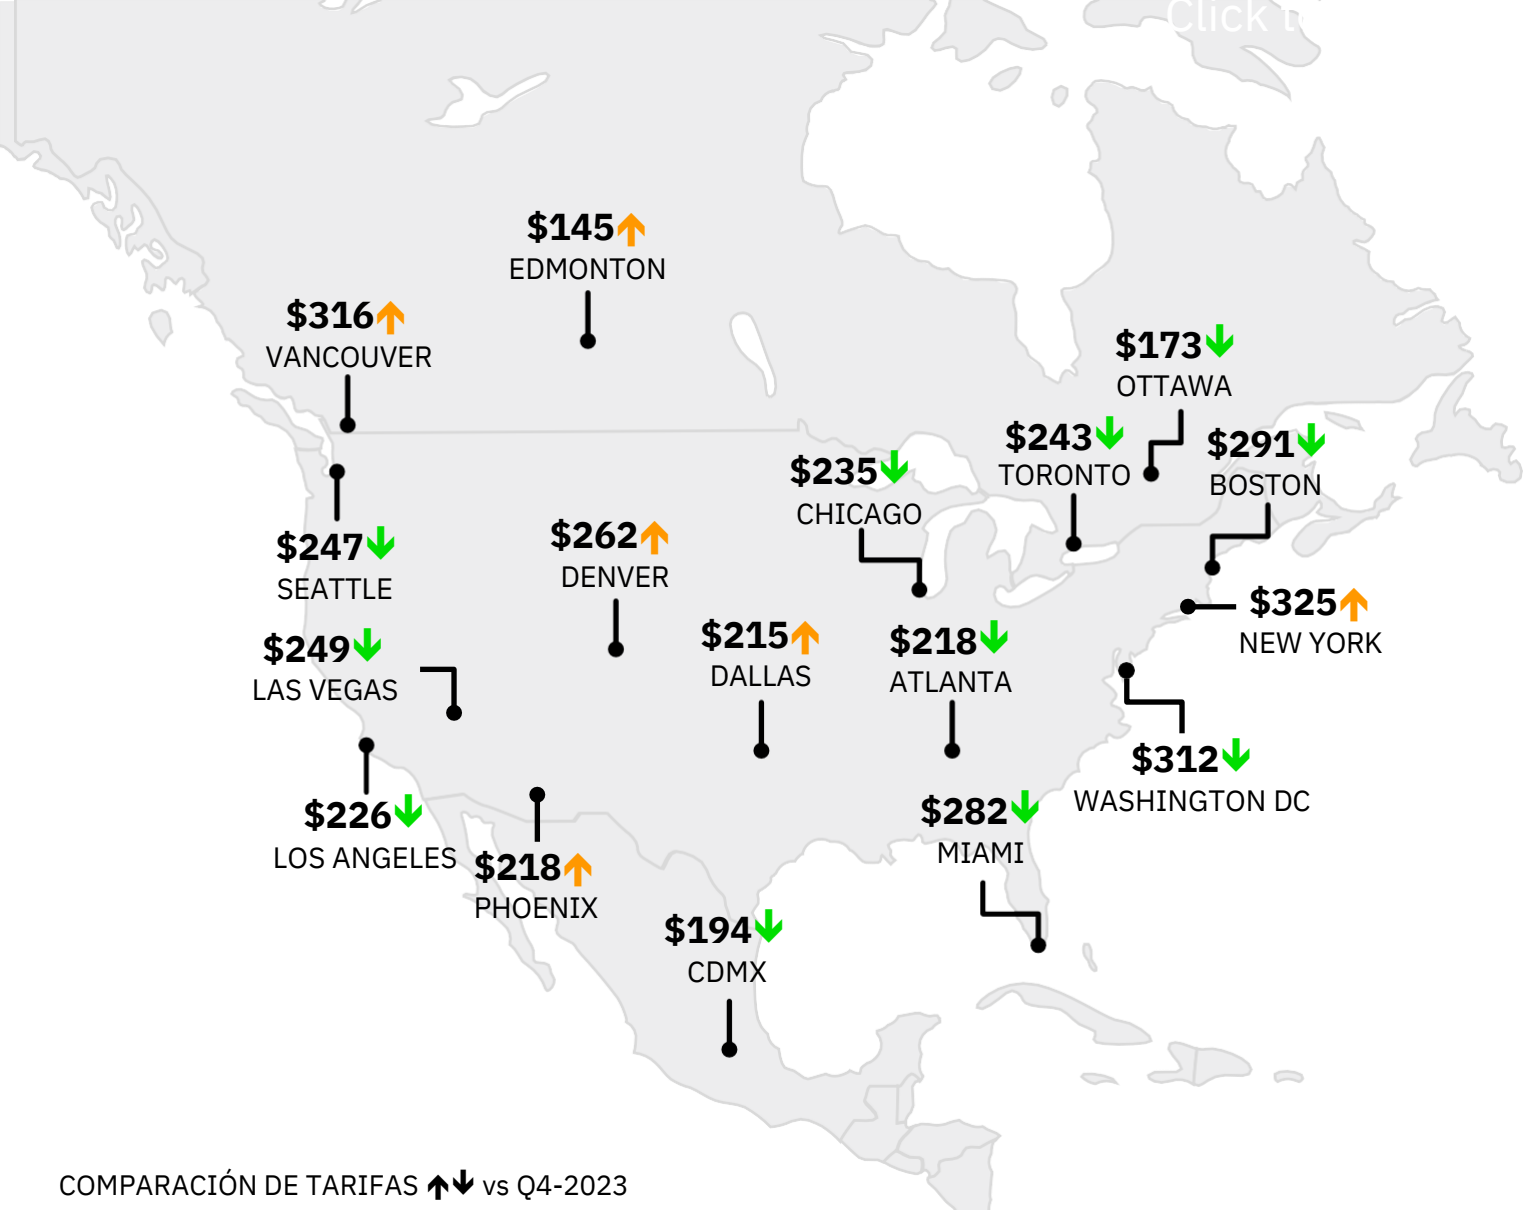 Click to
$145
EDMONTON
$316
VANCOUVER
$173
OTTAWA
$243
TORONTO
$291
BOSTON
$235
CHICAGO
$247
SEATTLE
$262
DENVER
$325
NEW YORK
$249
LAS VEGAS
$215
DALLAS
$218
ATLANTA
$312
WASHINGTON DC
$226
LOS ANGELES
$218
PHOENIX
$282
MIAMI
$194
CDMX
COMPARACIÓN DE TARIFAS ↑↓ vs Q4-2023